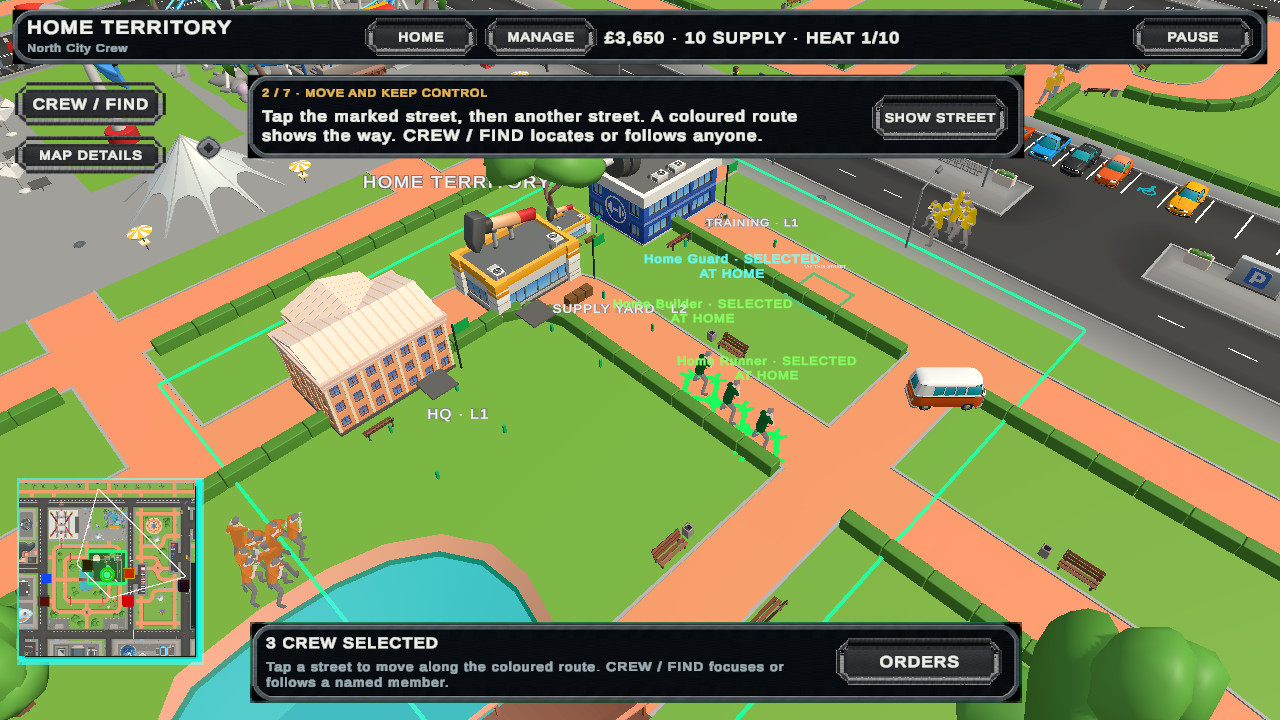 HOME TERRITORY
North City Crew
HOME
MANAGE
£3,650 · 10 SUPPLY · HEAT 1/10
PAUSE
CREW / FIND
MAP DETAILS
2 / 7 · MOVE AND KEEP CONTROL
Tap the marked street, then another street. A coloured route
shows the way. CREW / FIND locates or follows anyone.
SHOW STREET
HOME TERRITORY
TRAINING · L1
Home Guard · SELECTED
AT HOME
Home Builder · SELECTED
AT HOME
SUPPLY YARD · L2
Home Runner · SELECTED
AT HOME
HQ · L1
P
3 CREW SELECTED
Tap a street to move along the coloured route. CREW / FIND focuses or
follows a named member.
ORDERS